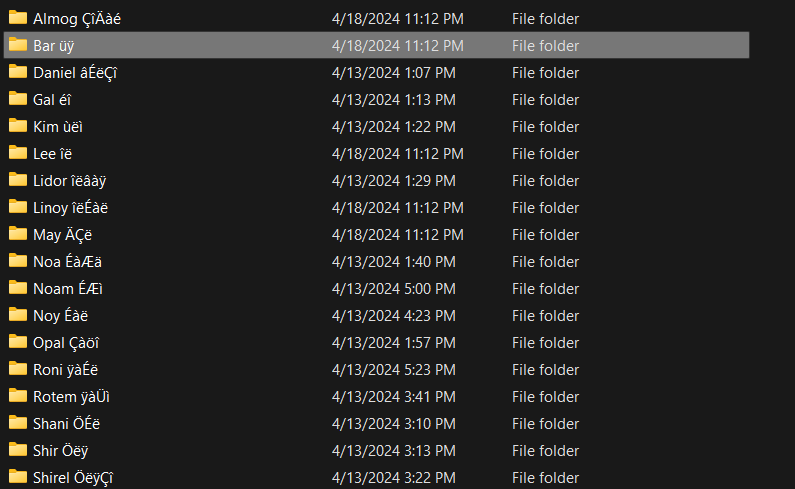 Almog ÇîÄàé 4/18/2024 11:12 PM File folder
Bar üÿ 4/18/2024 11:12 PM File folder
Daniel âÉëÇî 4/13/2024 1:07 PM File folder
Gal éî 4/13/2024 1:13 PM File folder
Kim ùëì 4/13/2024 1:22 PM File folder
Lee îë 4/18/2024 11:12 PM File folder
Lidor îëâàÿ 4/13/2024 1:29 PM File folder
Linoy îëÉàë 4/18/2024 11:12 PM File folder
May ÄÇë 4/18/2024 11:12 PM File folder
Noa ÉàÆä 4/13/2024 1:40 PM File folder
Noam ÉÆì 4/13/2024 5:00 PM File folder
Noy Éàë 4/13/2024 4:23 PM File folder
Opal Çàöî 4/13/2024 1:57 PM File folder
Roni ÿàÉë 4/13/2024 5:23 PM File folder
Rotem ÿàÜì 4/13/2024 3:41 PM File folder
Shani ÖÉë 4/13/2024 3:10 PM File folder
Shir Öëÿ 4/13/2024 3:13 PM File folder
Shirel ÖëÿÇî 4/13/2024 3:22 PM File folder